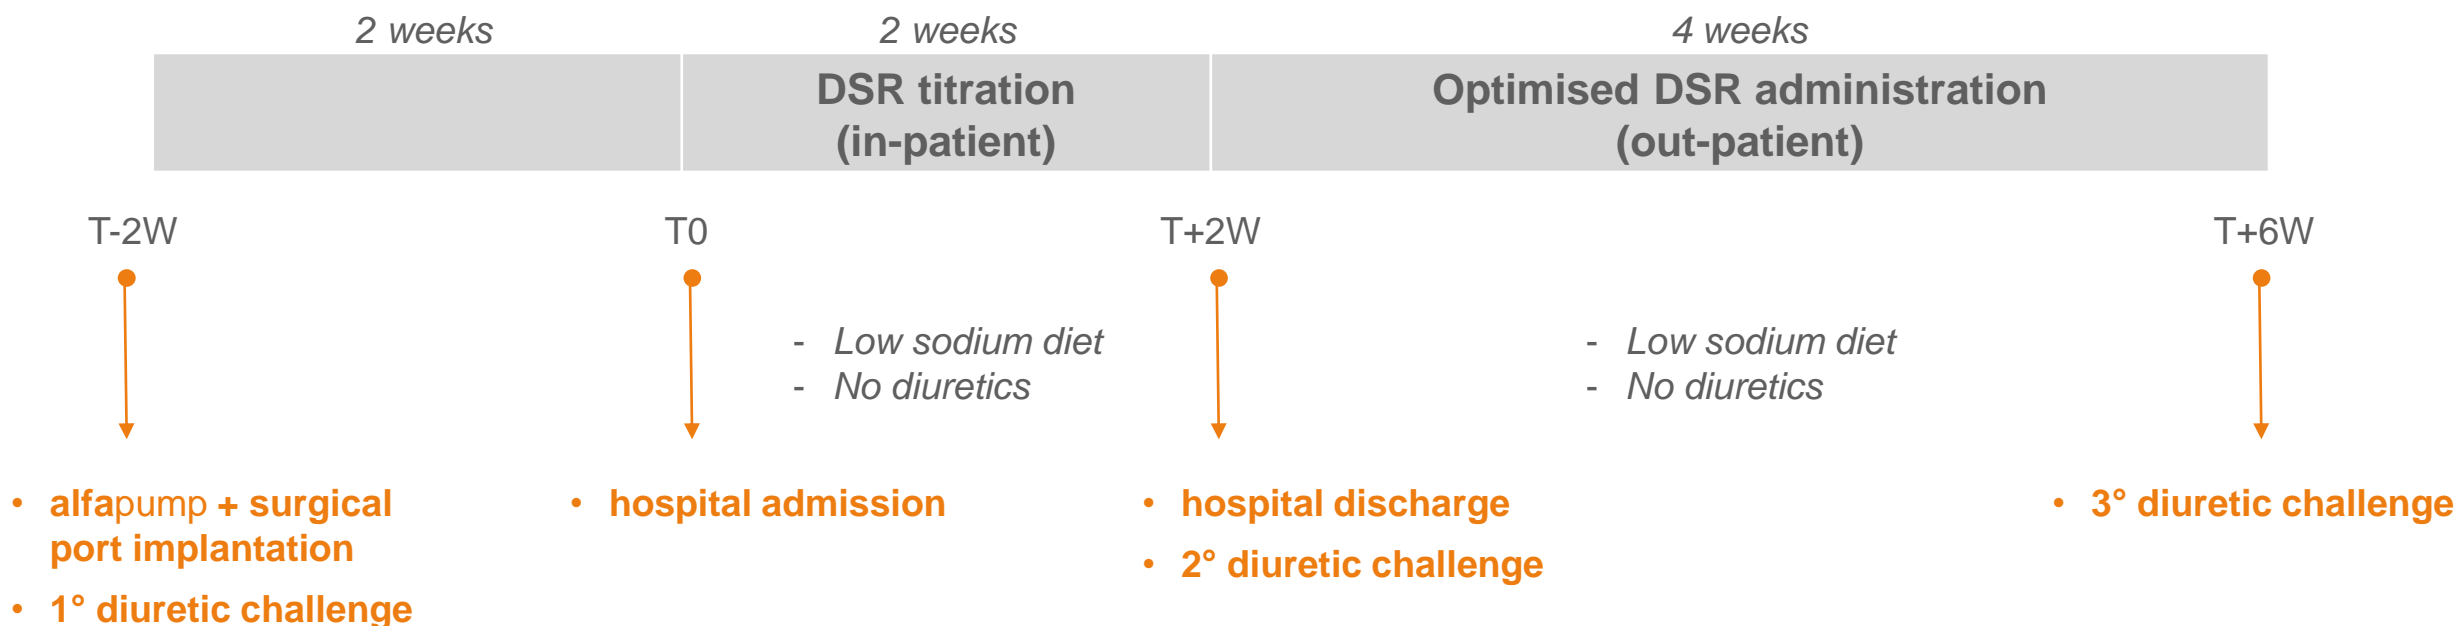 2 weeks
2 weeks
4 weeks
DSR titration
(in-patient)
Optimised DSR administration
(out-patient)
T-2W
T0
T+2W
T+6W
- Low sodium diet
- No diuretics
- Low sodium diet
- No diuretics
• alfapump + surgical
port implantation
• 1° diuretic challenge
• hospital admission
• hospital discharge
• 2° diuretic challenge
• 3° diuretic challenge